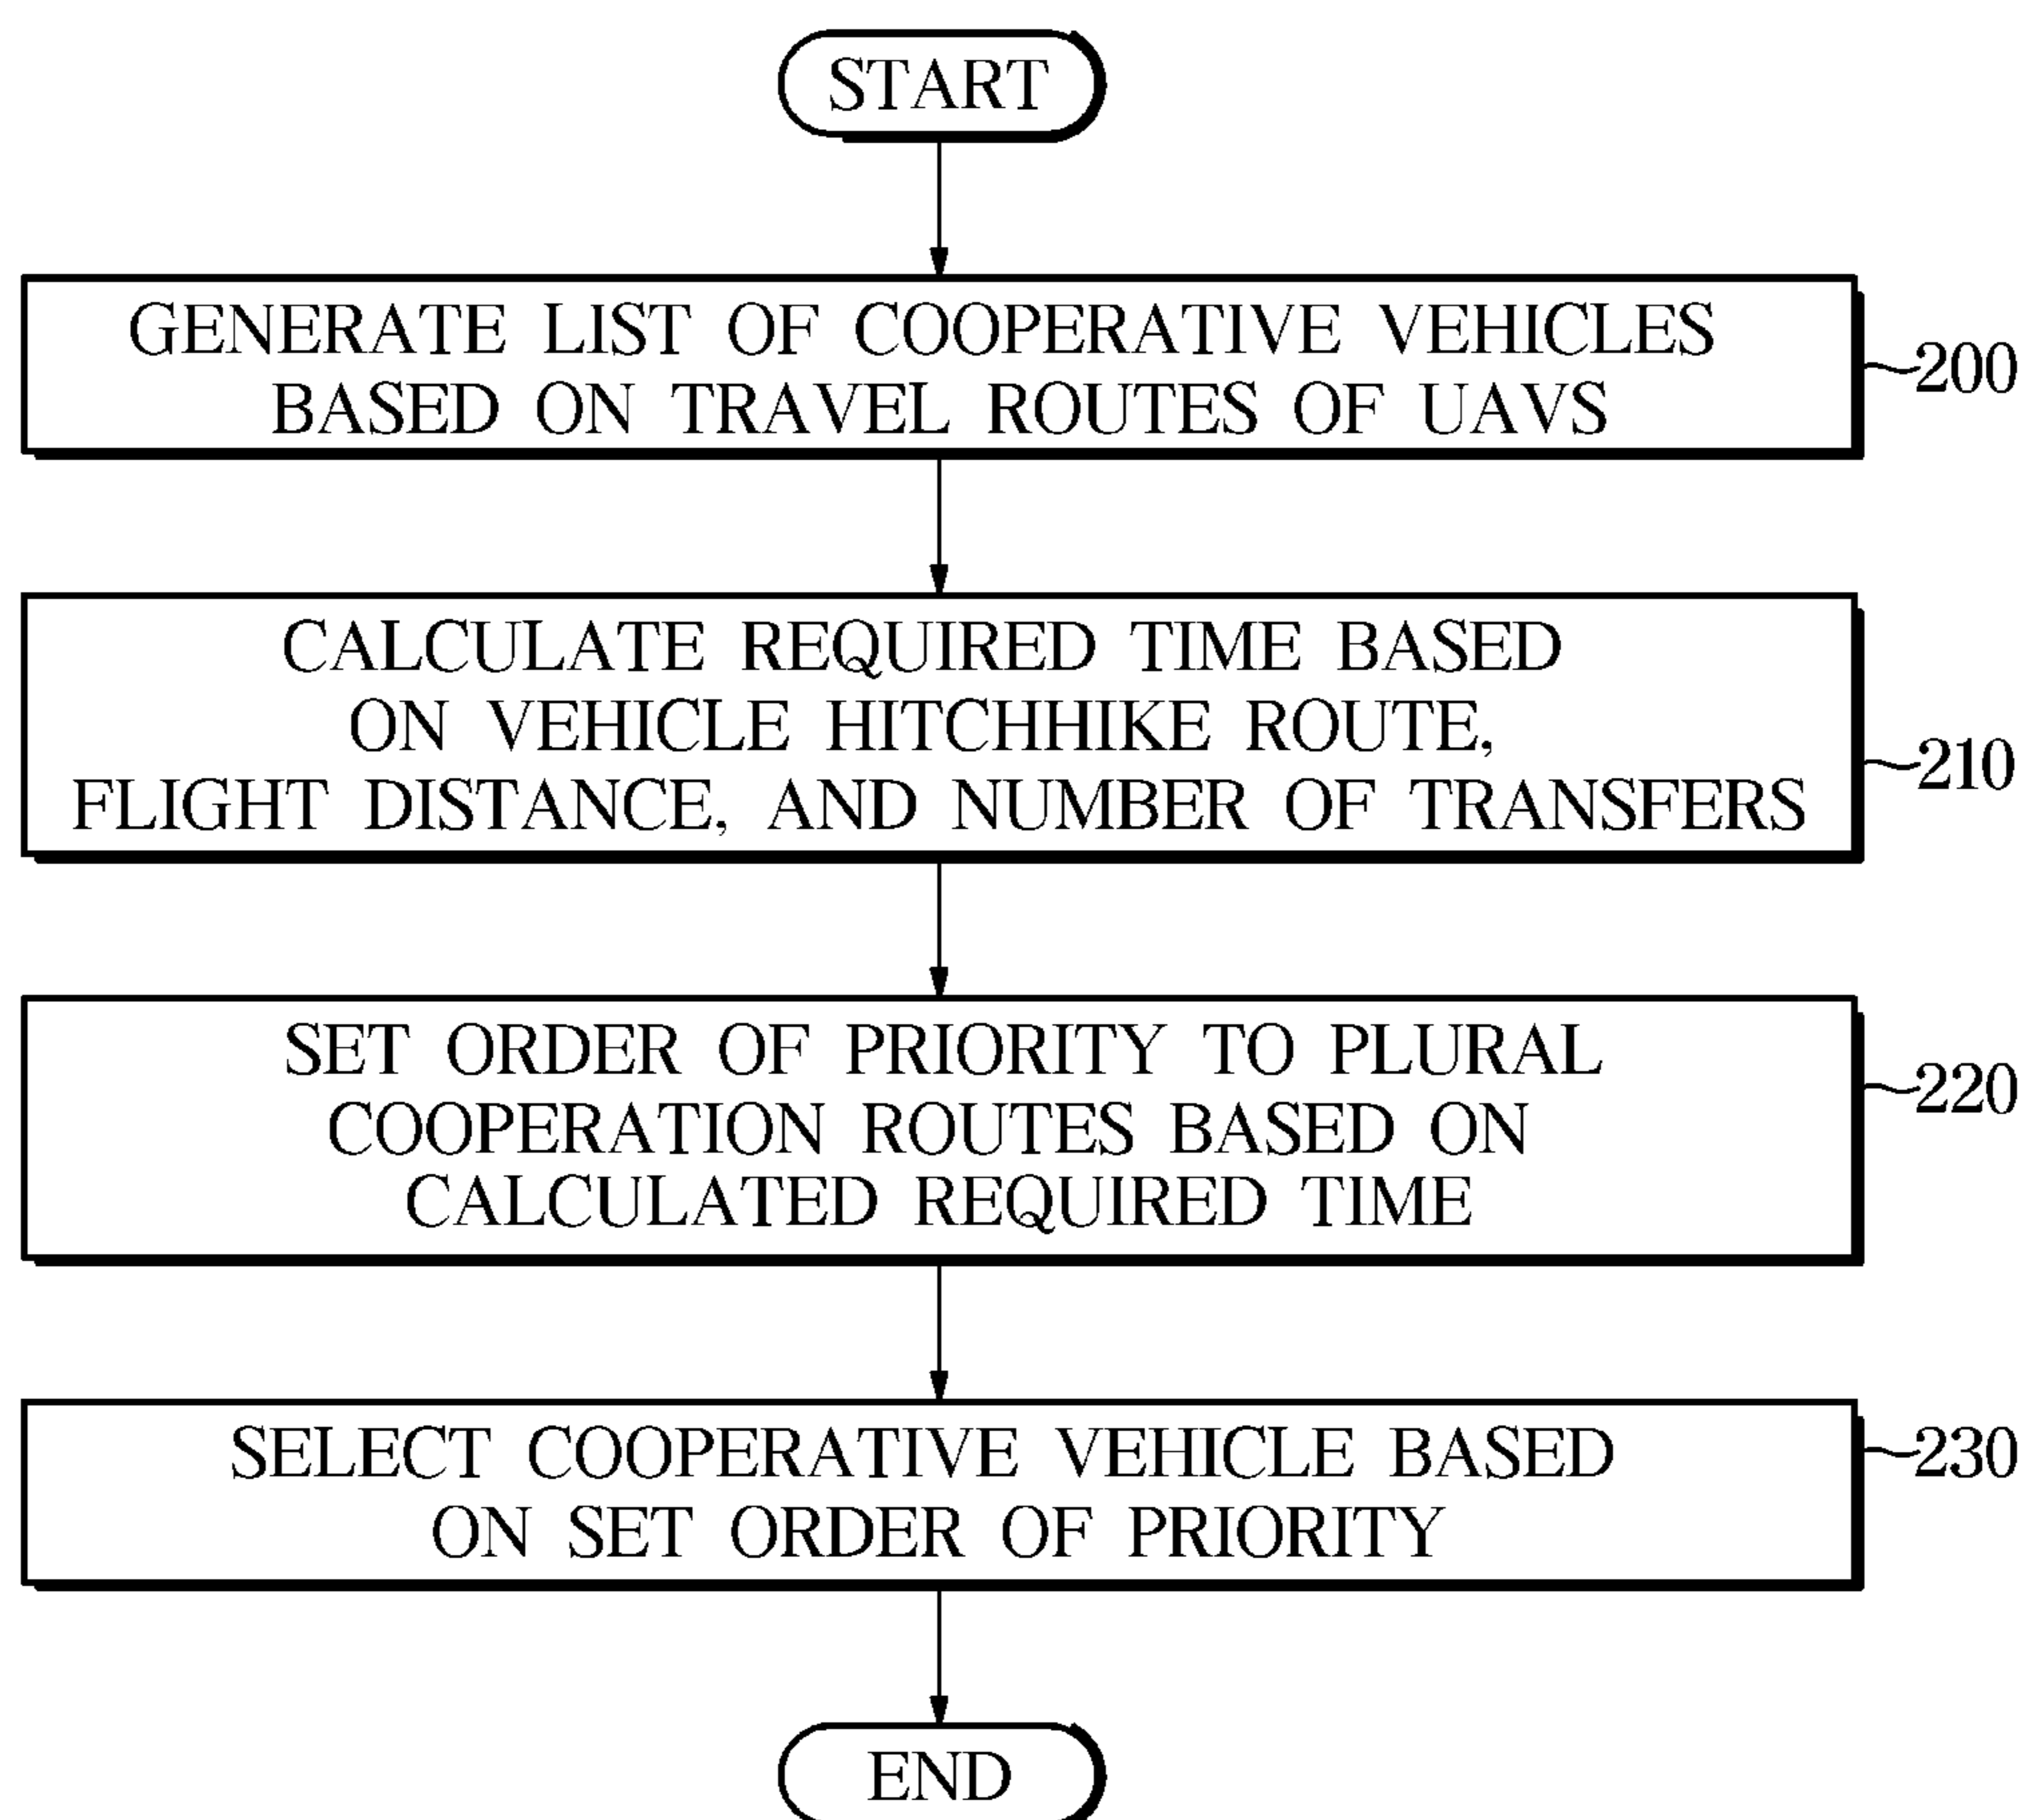 START
GENERATE LIST OF COOPERATIVE VEHICLES
BASED ON TRAVEL ROUTES OF UAVS
200
CALCULATE REQUIRED TIME BASED
ON VEHICLE HITCHHIKE ROUTE,
FLIGHT DISTANCE, AND NUMBER OF TRANSFERS
210
SET ORDER OF PRIORITY TO PLURAL
COOPERATION ROUTES BASED ON
CALCULATED REQUIRED TIME
220
SELECT COOPERATIVE VEHICLE BASED
ON SET ORDER OF PRIORITY
230
END